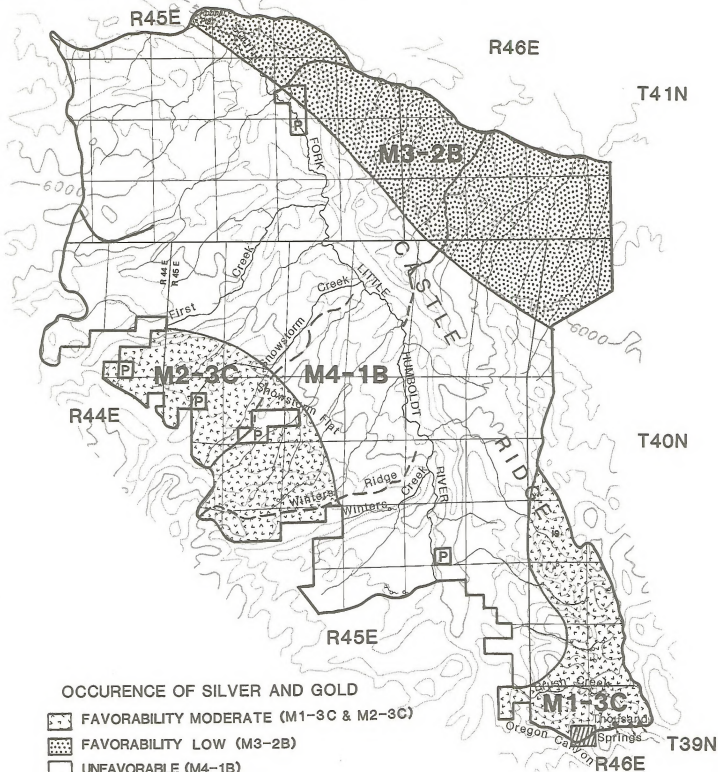 R45E
R46E
T41N
P
FORK
M3-2B
6000
R 44 E
R 45 E
Creek
First
CASTLE
LITTLE
Creek
Snowstorm
6000
M2-3C
P
P
M4-1B
HUMBOLDT
R44E
Snowstorm Flat
P
T40N
RIDGE
Ridge
Winters
Creek
Winters
RIVER
P
R45E
OCCURENCE OF SILVER AND GOLD
FAVORABILITY MODERATE (M1-3C & M2-3C)
FAVORABILITY LOW (M3-2B)
UNFAVORABLE (M4-1B)
Creek
M1-3C
Thousand
Springs
Oregon Canyon
T39N
R46E